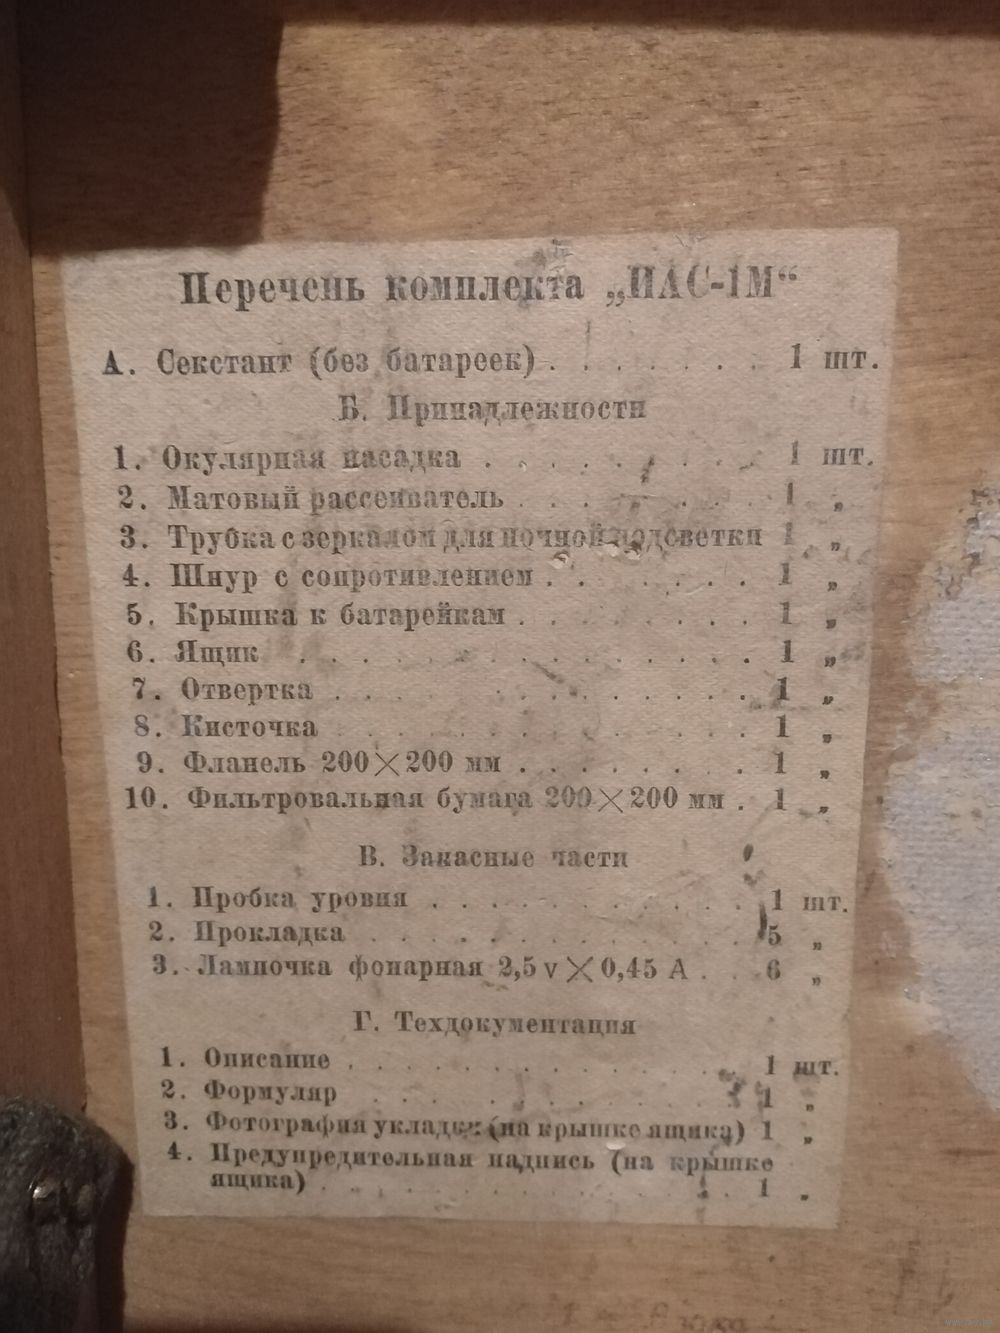 Перечень комплекта „ИАС-1М“
А. Секстант (без батареек) . . . . . . . 1 шт.
Б. Принадлежности
1. Окулярная насадка . . . . . . . . 1 шт.
2. Матовый рассеиватель . . . . . . . 1 „
3. Трубка с зеркалом для ночной подсветки 1 „
4. Шнур с сопротивлением . . . . . . 1 „
5. Крышка к батарейкам . . . . . . . . 1 „
6. Ящик . . . . . . . . . . . . . . . 1 „
7. Отвертка . . . . . . . . . . . . . 1 „
8. Кисточка . . . . . . . . . . . . . 1 „
9. Фланель 200×200 мм . . . . . . . . 1 „
10. Фильтровальная бумага 200×200 мм . 1 „
В. Запасные части
1. Пробка уровня . . . . . . . . . . . 1 шт.
2. Прокладка . . . . . . . . . . . . . 5 „
3. Лампочка фонарная 2,5 v×0,45 А . . . 6 „
Г. Техдокументация
1. Описание . . . . . . . . . . . . . 1 шт.
2. Формуляр . . . . . . . . . . . . . 1 „
3. Фотография укладки (на крышке ящика) 1 „
4. Предупредительная надпись (на крышке
ящика) . . . . . . . . . . . . . . . 1 „